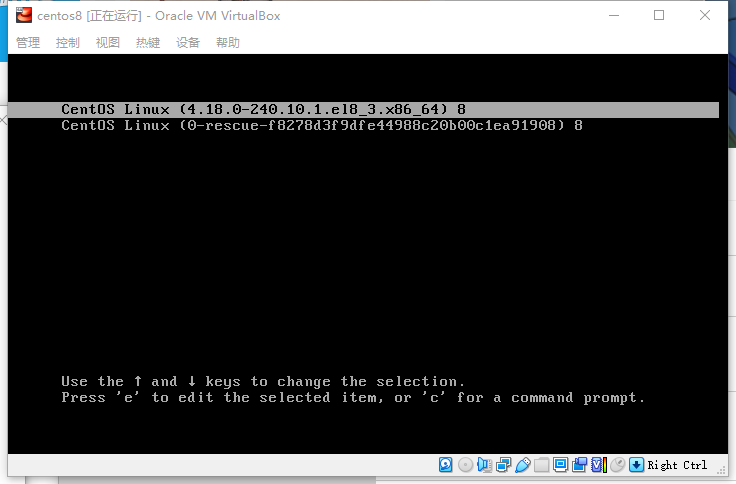 centos8 [正在运行] - Oracle VM VirtualBox
管理 控制 视图 热键 设备 帮助
CentOS Linux (4.18.0-240.10.1.el8_3.x86_64) 8
CentOS Linux (0-rescue-f8278d3f9dfe44988c20b00c1ea91908) 8
Use the ↑ and ↓ keys to change the selection.
Press 'e' to edit the selected item, or 'c' for a command prompt.
Right Ctrl